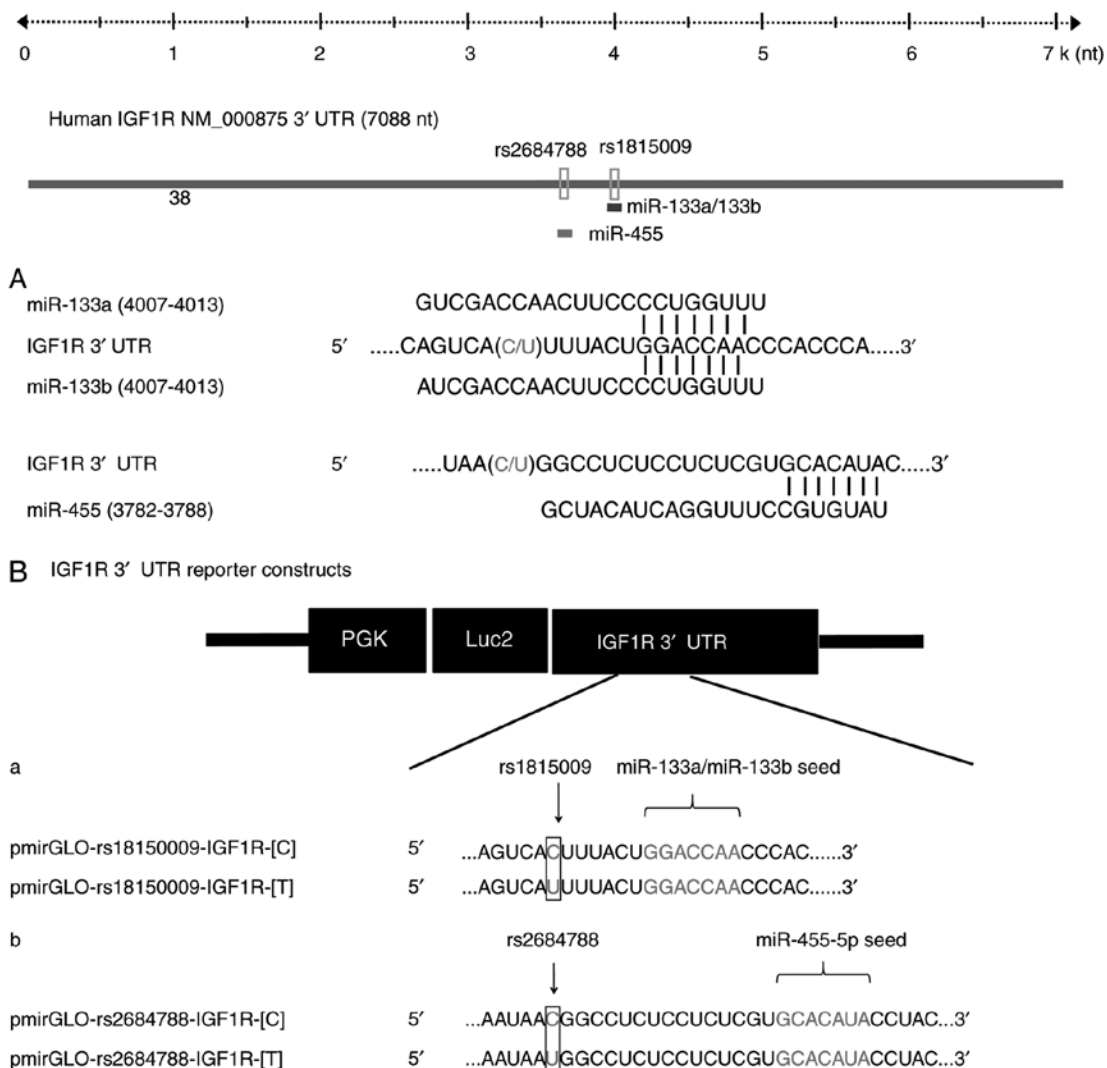 0 1 2 3 4 5 6 7 k (nt)
Human IGF1R NM_000875 3′ UTR (7088 nt)
rs2684788 rs1815009
38
miR-133a/133b
miR-455
A
miR-133a (4007-4013) GUCGACCAACUUCCCCUGGUUU
IGF1R 3′ UTR 5′ .....CAGUCA(C/U)UUUACUGGACCAACCCACCCA.....3′
miR-133b (4007-4013) AUCGACCAACUUCCCCUGGUUU
IGF1R 3′ UTR 5′ .....UAA(C/U)GGCCUCUCCUCUCGUGCACAUAC.....3′
miR-455 (3782-3788) GCUACAUCAGGUUUCCGUGUAU
B IGF1R 3′ UTR reporter constructs
PGK Luc2 IGF1R 3′ UTR
a rs1815009 miR-133a/miR-133b seed
pmirGLO-rs18150009-IGF1R-[C] 5′ ...AGUCACUUUACUGGACCAACCCAC......3′
pmirGLO-rs18150009-IGF1R-[T] 5′ ...AGUCAUUUUACUGGACCAACCCAC......3′
b rs2684788 miR-455-5p seed
pmirGLO-rs2684788-IGF1R-[C] 5′ ...AAUAACGGCCUCUCCUCUCGUGCACAUACCUAC...3′
pmirGLO-rs2684788-IGF1R-[T] 5′ ...AAUAAUGGCCUCUCCUCUCGUGCACAUACCUAC...3′